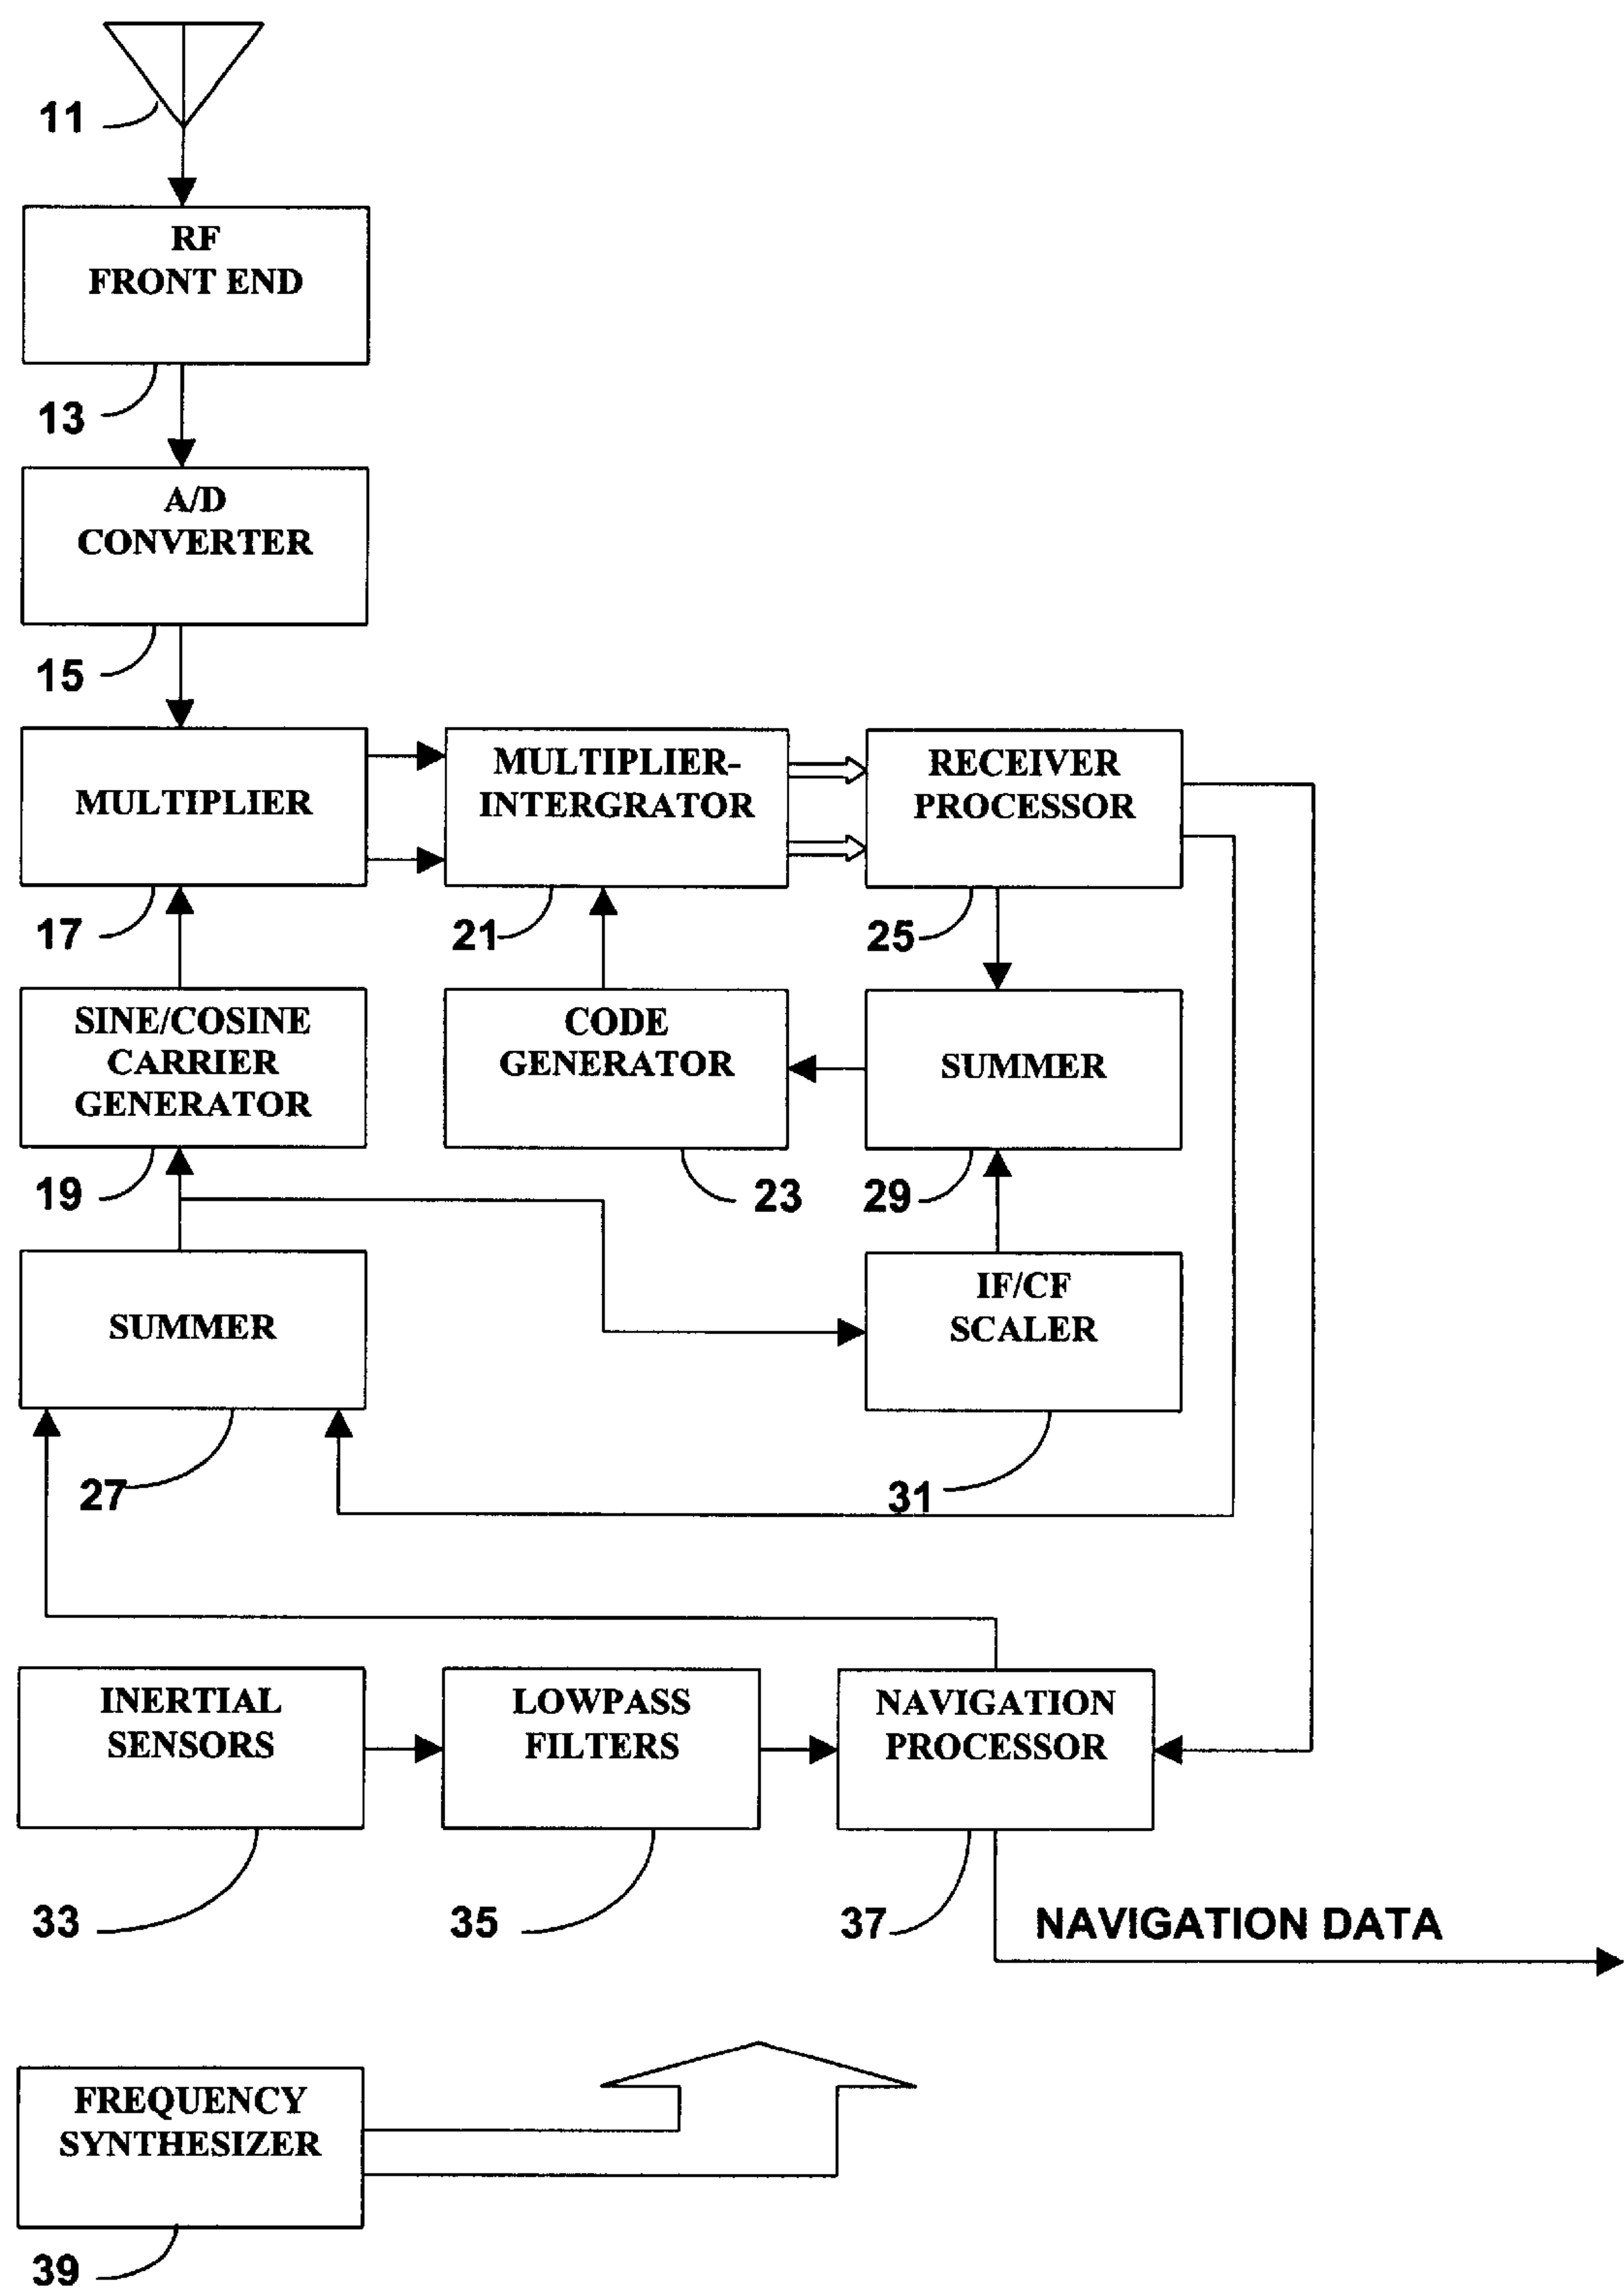 11
RF
FRONT END
13
A/D
CONVERTER
15
MULTIPLIER
17
MULTIPLIER-
INTERGRATOR
21
RECEIVER
PROCESSOR
25
SINE/COSINE
CARRIER
GENERATOR
19
CODE
GENERATOR
23
SUMMER
29
SUMMER
27
IF/CF
SCALER
31
INERTIAL
SENSORS
33
LOWPASS
FILTERS
35
NAVIGATION
PROCESSOR
37
NAVIGATION DATA
FREQUENCY
SYNTHESIZER
39